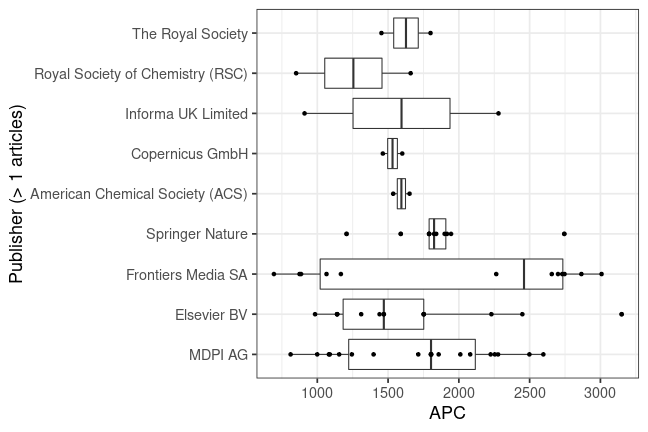 The Royal Society
Royal Society of Chemistry (RSC)
Informa UK Limited
Copernicus GmbH
American Chemical Society (ACS)
Springer Nature
Frontiers Media SA
Elsevier BV
MDPI AG
Publisher (> 1 articles)
1000 1500 2000 2500 3000
APC